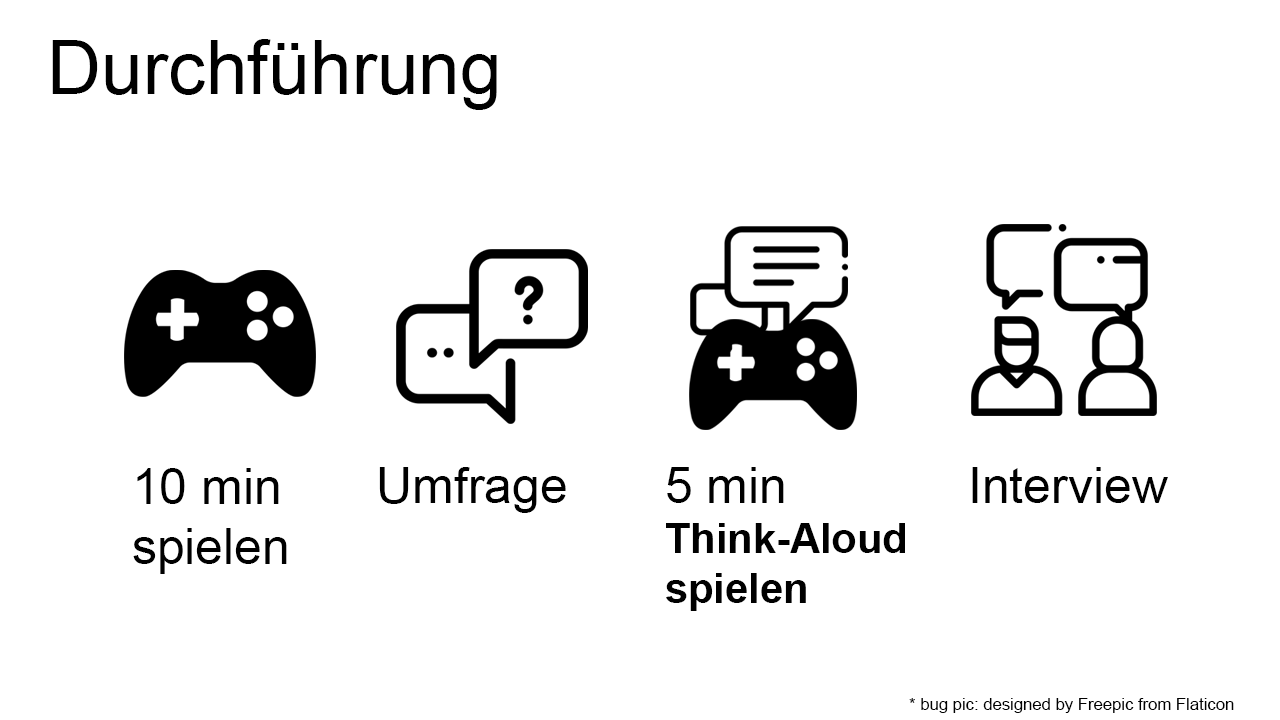 Durchführung
?
10 min
spielen
Umfrage
5 min
Think-Aloud
spielen
Interview
* bug pic: designed by Freepic from Flaticon